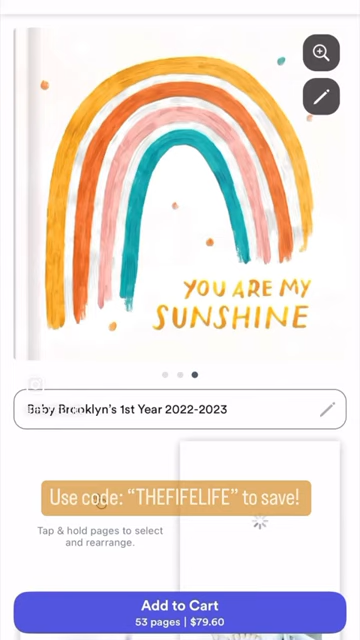 YOU ARE MY
SUNSHINE
Baby Brooklyn's 1st Year 2022-2023
Use code: “THEFIFELIFE” to save!
Tap & hold pages to select
and rearrange.
Add to Cart
53 pages | $79.60